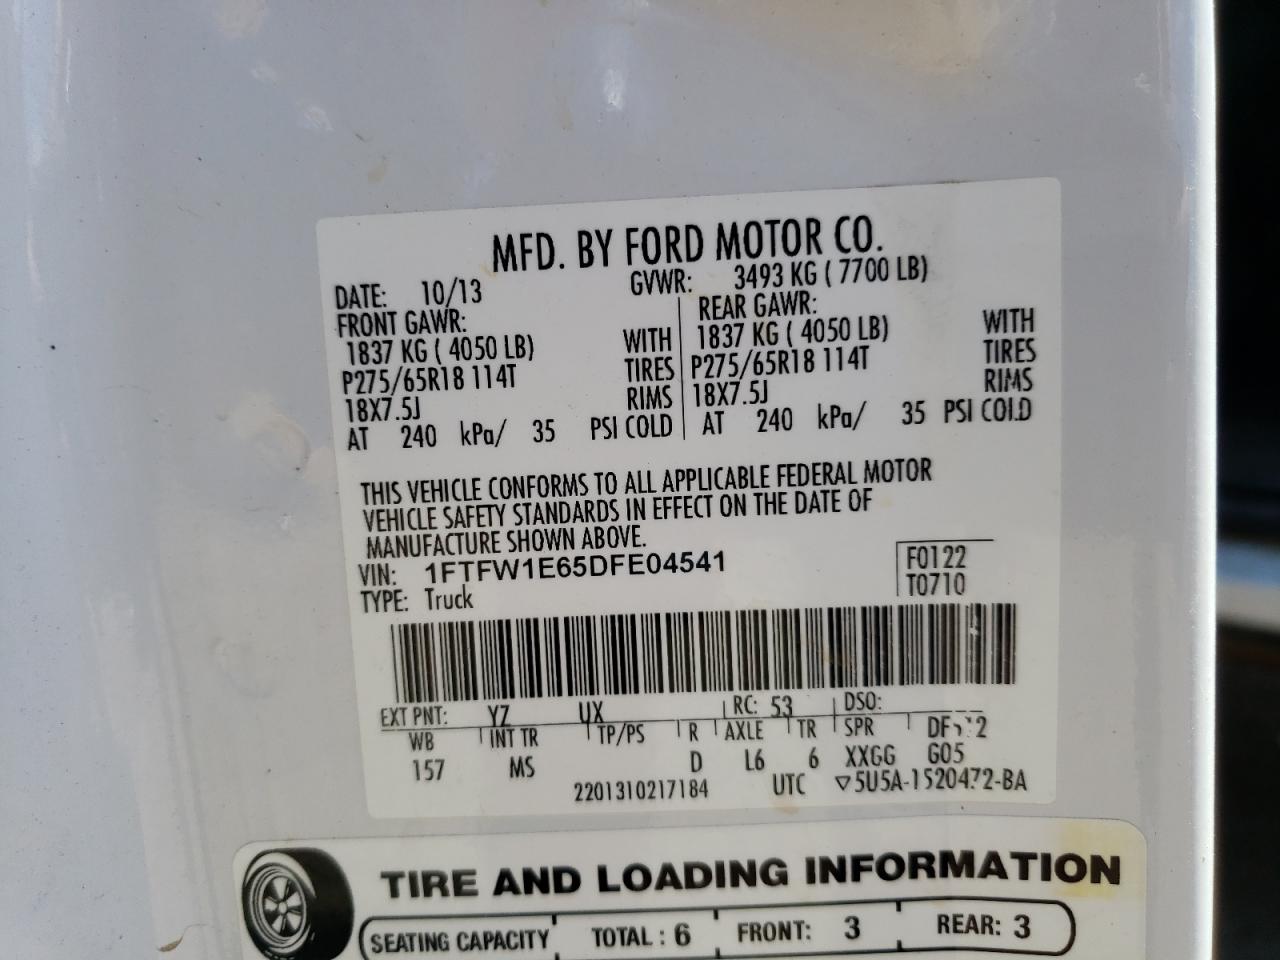 MFD. BY FORD MOTOR CO.
DATE: 10/13 GVWR: 3493 KG ( 7700 LB)
FRONT GAWR: REAR GAWR:
1837 KG ( 4050 LB) WITH 1837 KG ( 4050 LB) WITH
P275/65R18 114T TIRES P275/65R18 114T TIRES
18X7.5J RIMS 18X7.5J RIMS
AT 240 kPa/ 35 PSI COLD AT 240 kPa/ 35 PSI COLD
THIS VEHICLE CONFORMS TO ALL APPLICABLE FEDERAL MOTOR
VEHICLE SAFETY STANDARDS IN EFFECT ON THE DATE OF
MANUFACTURE SHOWN ABOVE.
VIN: 1FTFW1E65DFE04541 F0122
TYPE: Truck T0710
EXT PNT: YZ UX RC: 53 DSO:
WB INT TR TP/PS R AXLE TR SPR
157 MS D L6 6 XXGG G05
2201310217184 UTC ▽5U5A-1520472-BA
TIRE AND LOADING INFORMATION
SEATING CAPACITY TOTAL : 6 FRONT: 3 REAR: 3